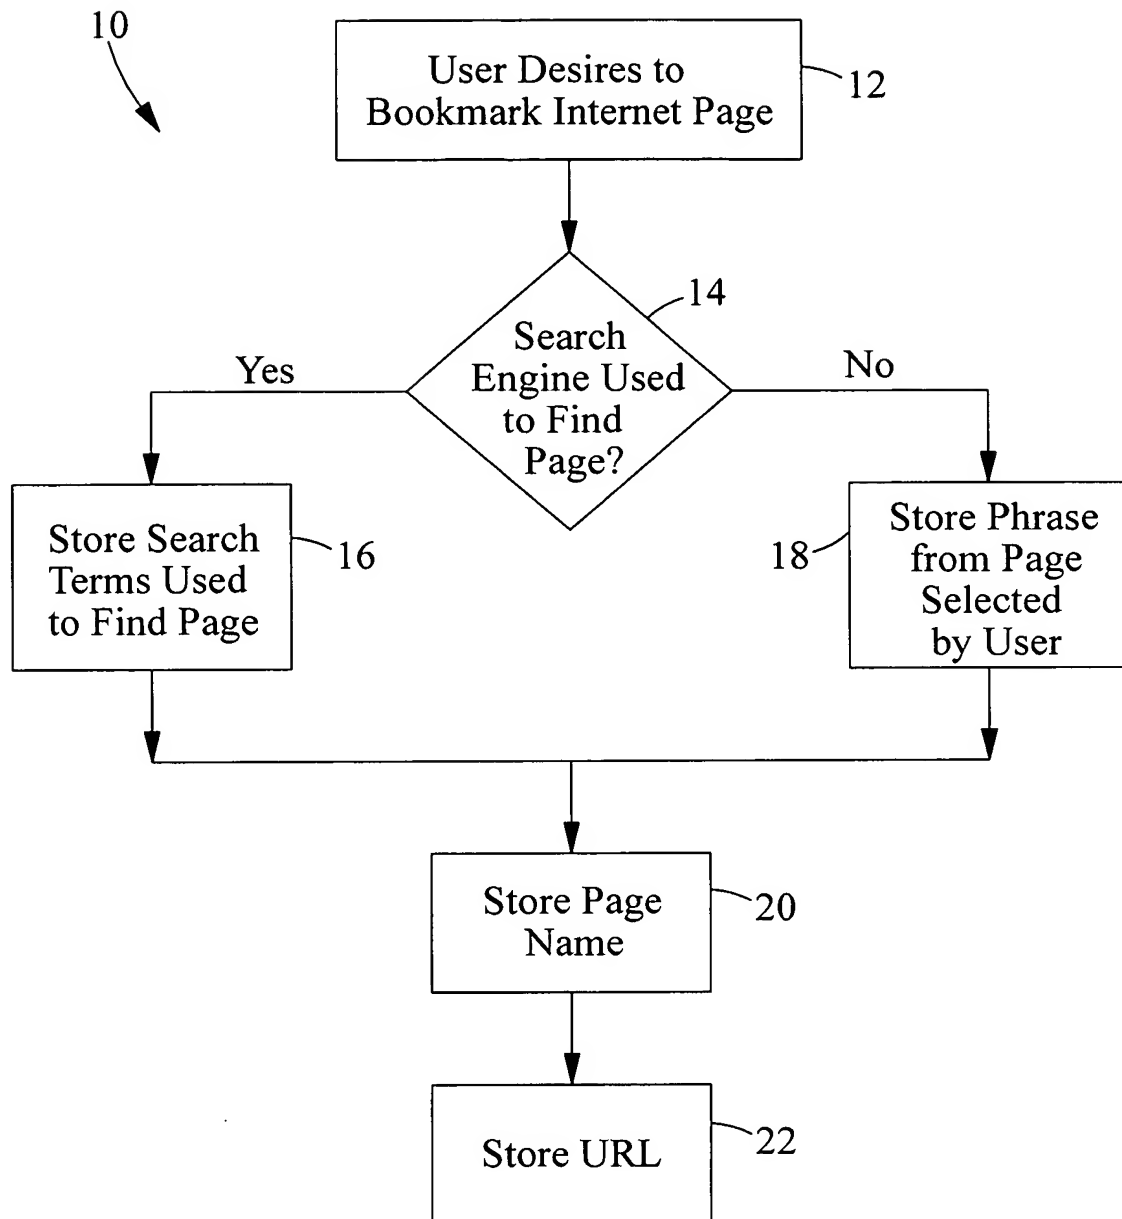 10
User Desires to
Bookmark Internet Page
12
14
Search
Engine Used
to Find
Page?
Yes
No
Store Search
Terms Used
to Find Page
16
18
Store Phrase
from Page
Selected
by User
Store Page
Name
20
Store URL
22